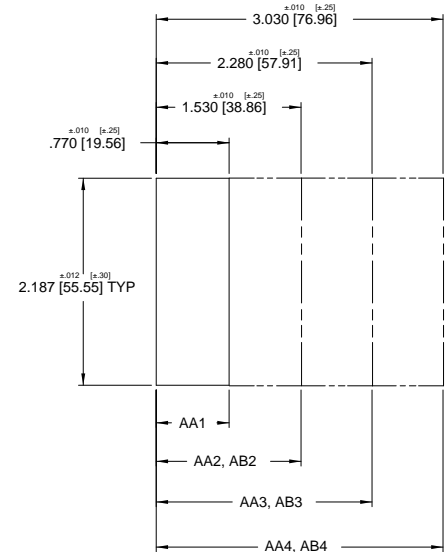 ±.010 [±.25]
3.030 [76.96]
±.010 [±.25]
2.280 [57.91]
±.010 [±.25]
1.530 [38.86]
±.010 [±.25]
.770 [19.56]
±.012 [±.30]
2.187 [55.55] TYP
AA1
AA2, AB2
AA3, AB3
AA4, AB4